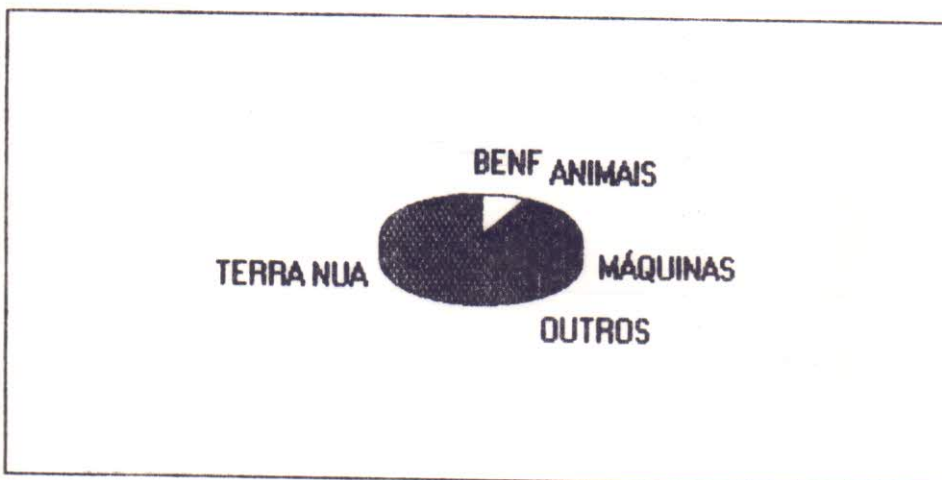 BENF
ANIMAIS
TERRA NUA
MÁQUINAS
OUTROS